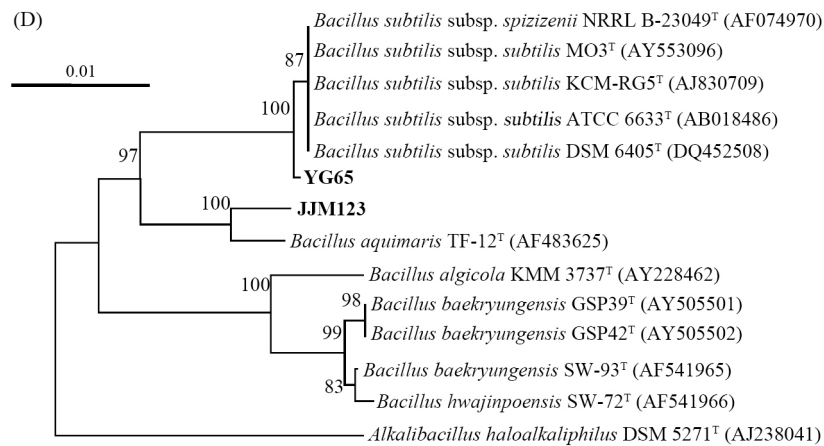 (D)
Bacillus subtilis subsp. spizizenii NRRL B-23049ᵀ (AF074970)
87
Bacillus subtilis subsp. subtilis MO3ᵀ (AY553096)
0.01
Bacillus subtilis subsp. subtilis KCM-RG5ᵀ (AJ830709)
100
Bacillus subtilis subsp. subtilis ATCC 6633ᵀ (AB018486)
97
Bacillus subtilis subsp. subtilis DSM 6405ᵀ (DQ452508)
YG65
100
JJM123
Bacillus aquimaris TF-12ᵀ (AF483625)
100
Bacillus algicola KMM 3737ᵀ (AY228462)
98
Bacillus baekryungensis GSP39ᵀ (AY505501)
99
Bacillus baekryungensis GSP42ᵀ (AY505502)
Bacillus baekryungensis SW-93ᵀ (AF541965)
83
Bacillus hwajinpoensis SW-72ᵀ (AF541966)
Alkalibacillus haloalkaliphilus DSM 5271ᵀ (AJ238041)